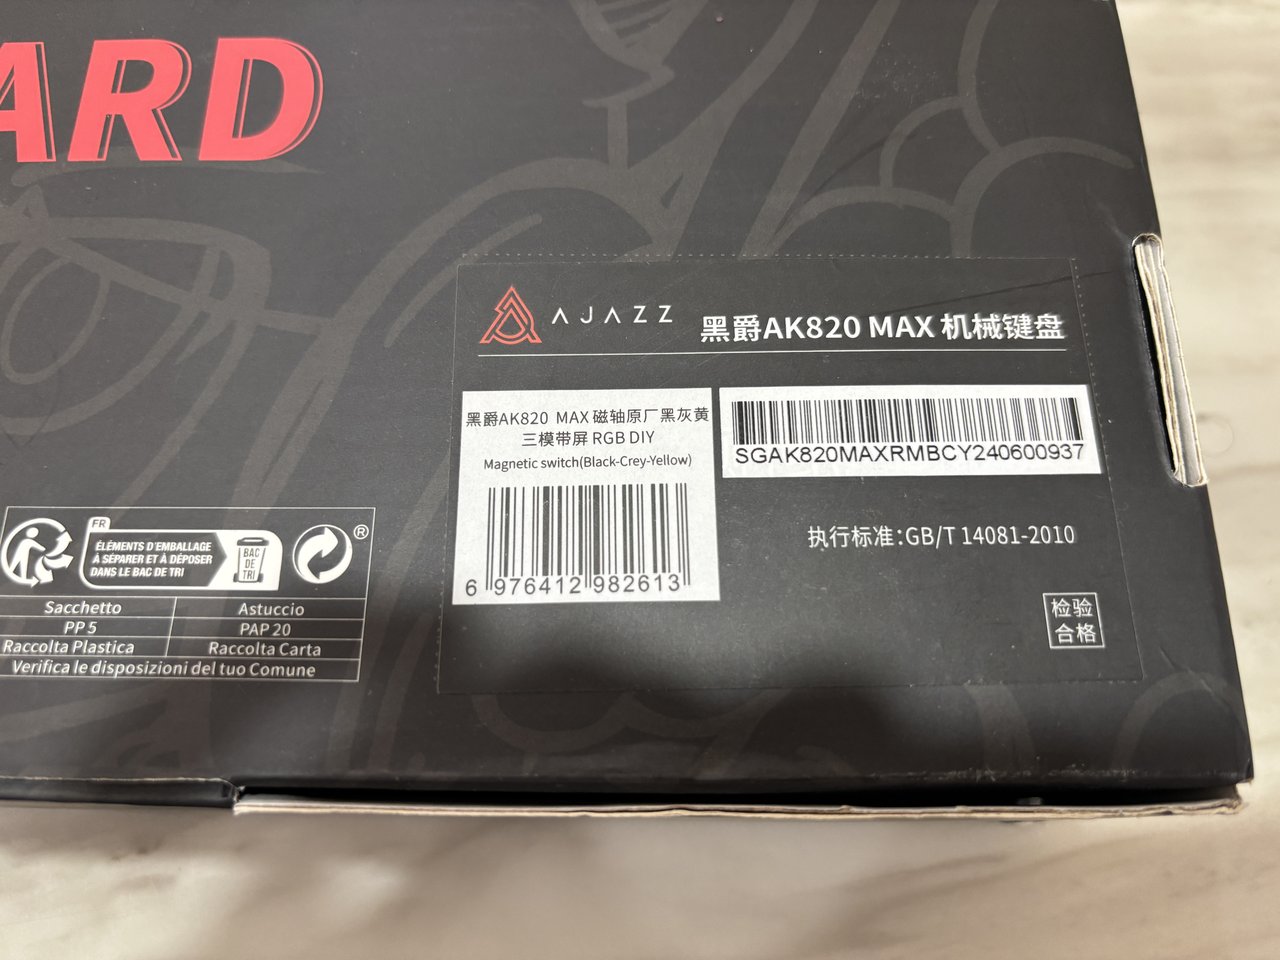 ARD
AJAZZ
黑爵AK820 MAX 机械键盘
黑爵AK820 MAX 磁轴原厂黑灰黄
三模带屏 RGB DIY
Magnetic switch(Black-Crey-Yellow)
6 976412 982613
SGAK820MAXRMBCY240600937
执行标准:GB/T 14081-2010
检验
合格
FR
ÉLÉMENTS D'EMBALLAGE
À SÉPARER ET À DÉPOSER
DANS LE BAC DE TRI
BAC
DE
TRI
®
Sacchetto Astuccio
PP 5 PAP 20
Raccolta Plastica Raccolta Carta
Verifica le disposizioni del tuo Comune